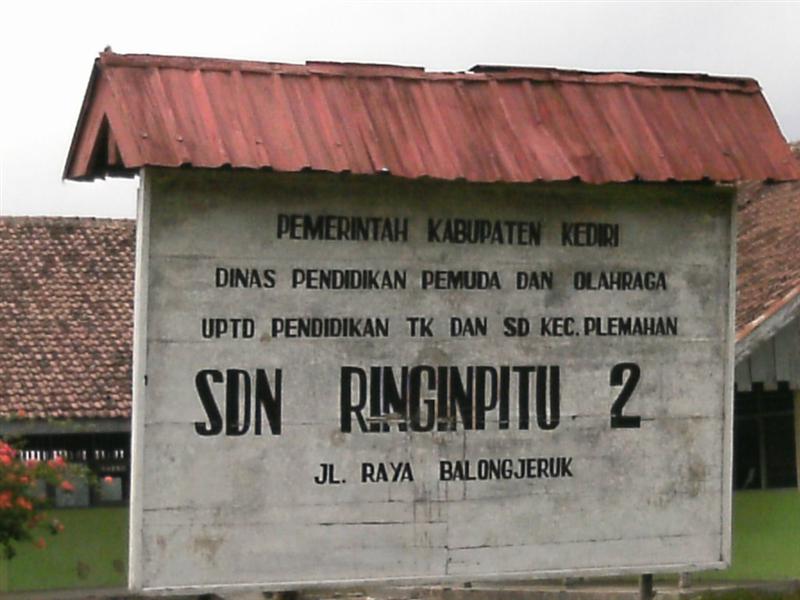 PEMERINTAH KABUPATEN KEDIRI
DINAS PENDIDIKAN PEMUDA DAN OLAHRAGA
UPTD PENDIDIKAN TK DAN SD KEC. PLEMAHAN
SDN RINGINPITU 2
JL. RAYA BALONGJERUK